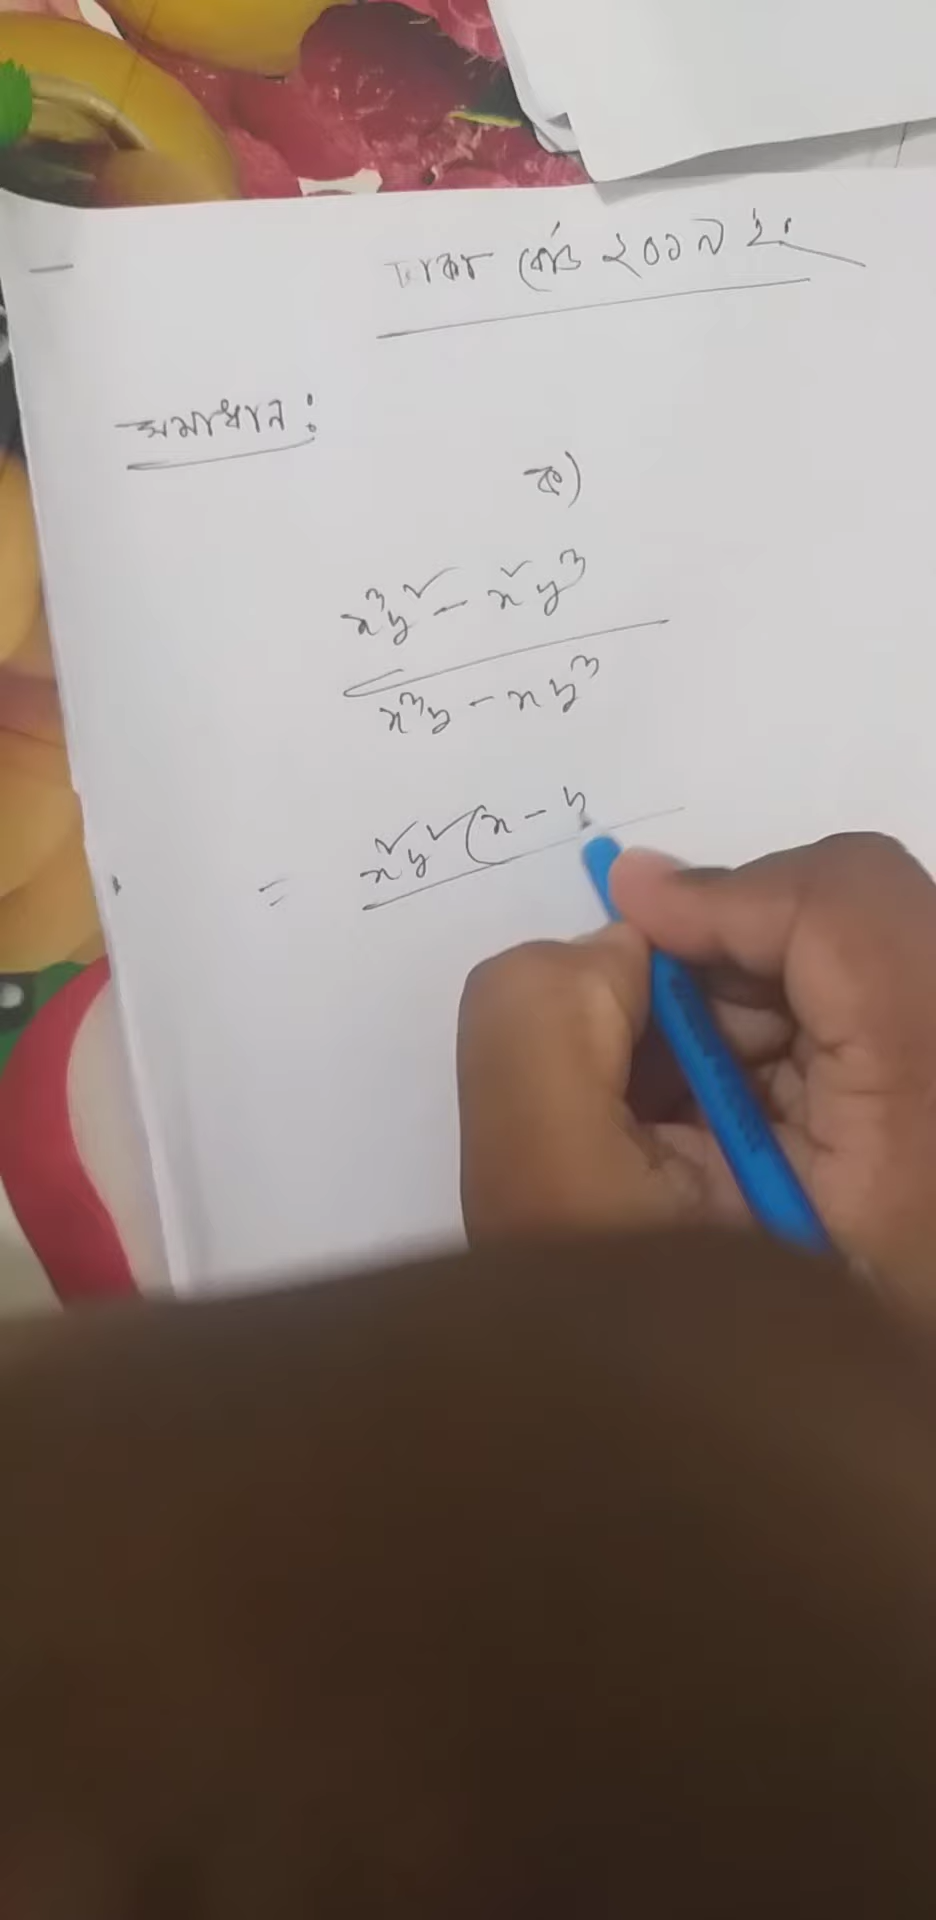 ঢাকা বোর্ড ২০১৯ ইং
সমাধান :
ক)
x³y² - x²y³
x³y - xy³
= x²y² (x - y